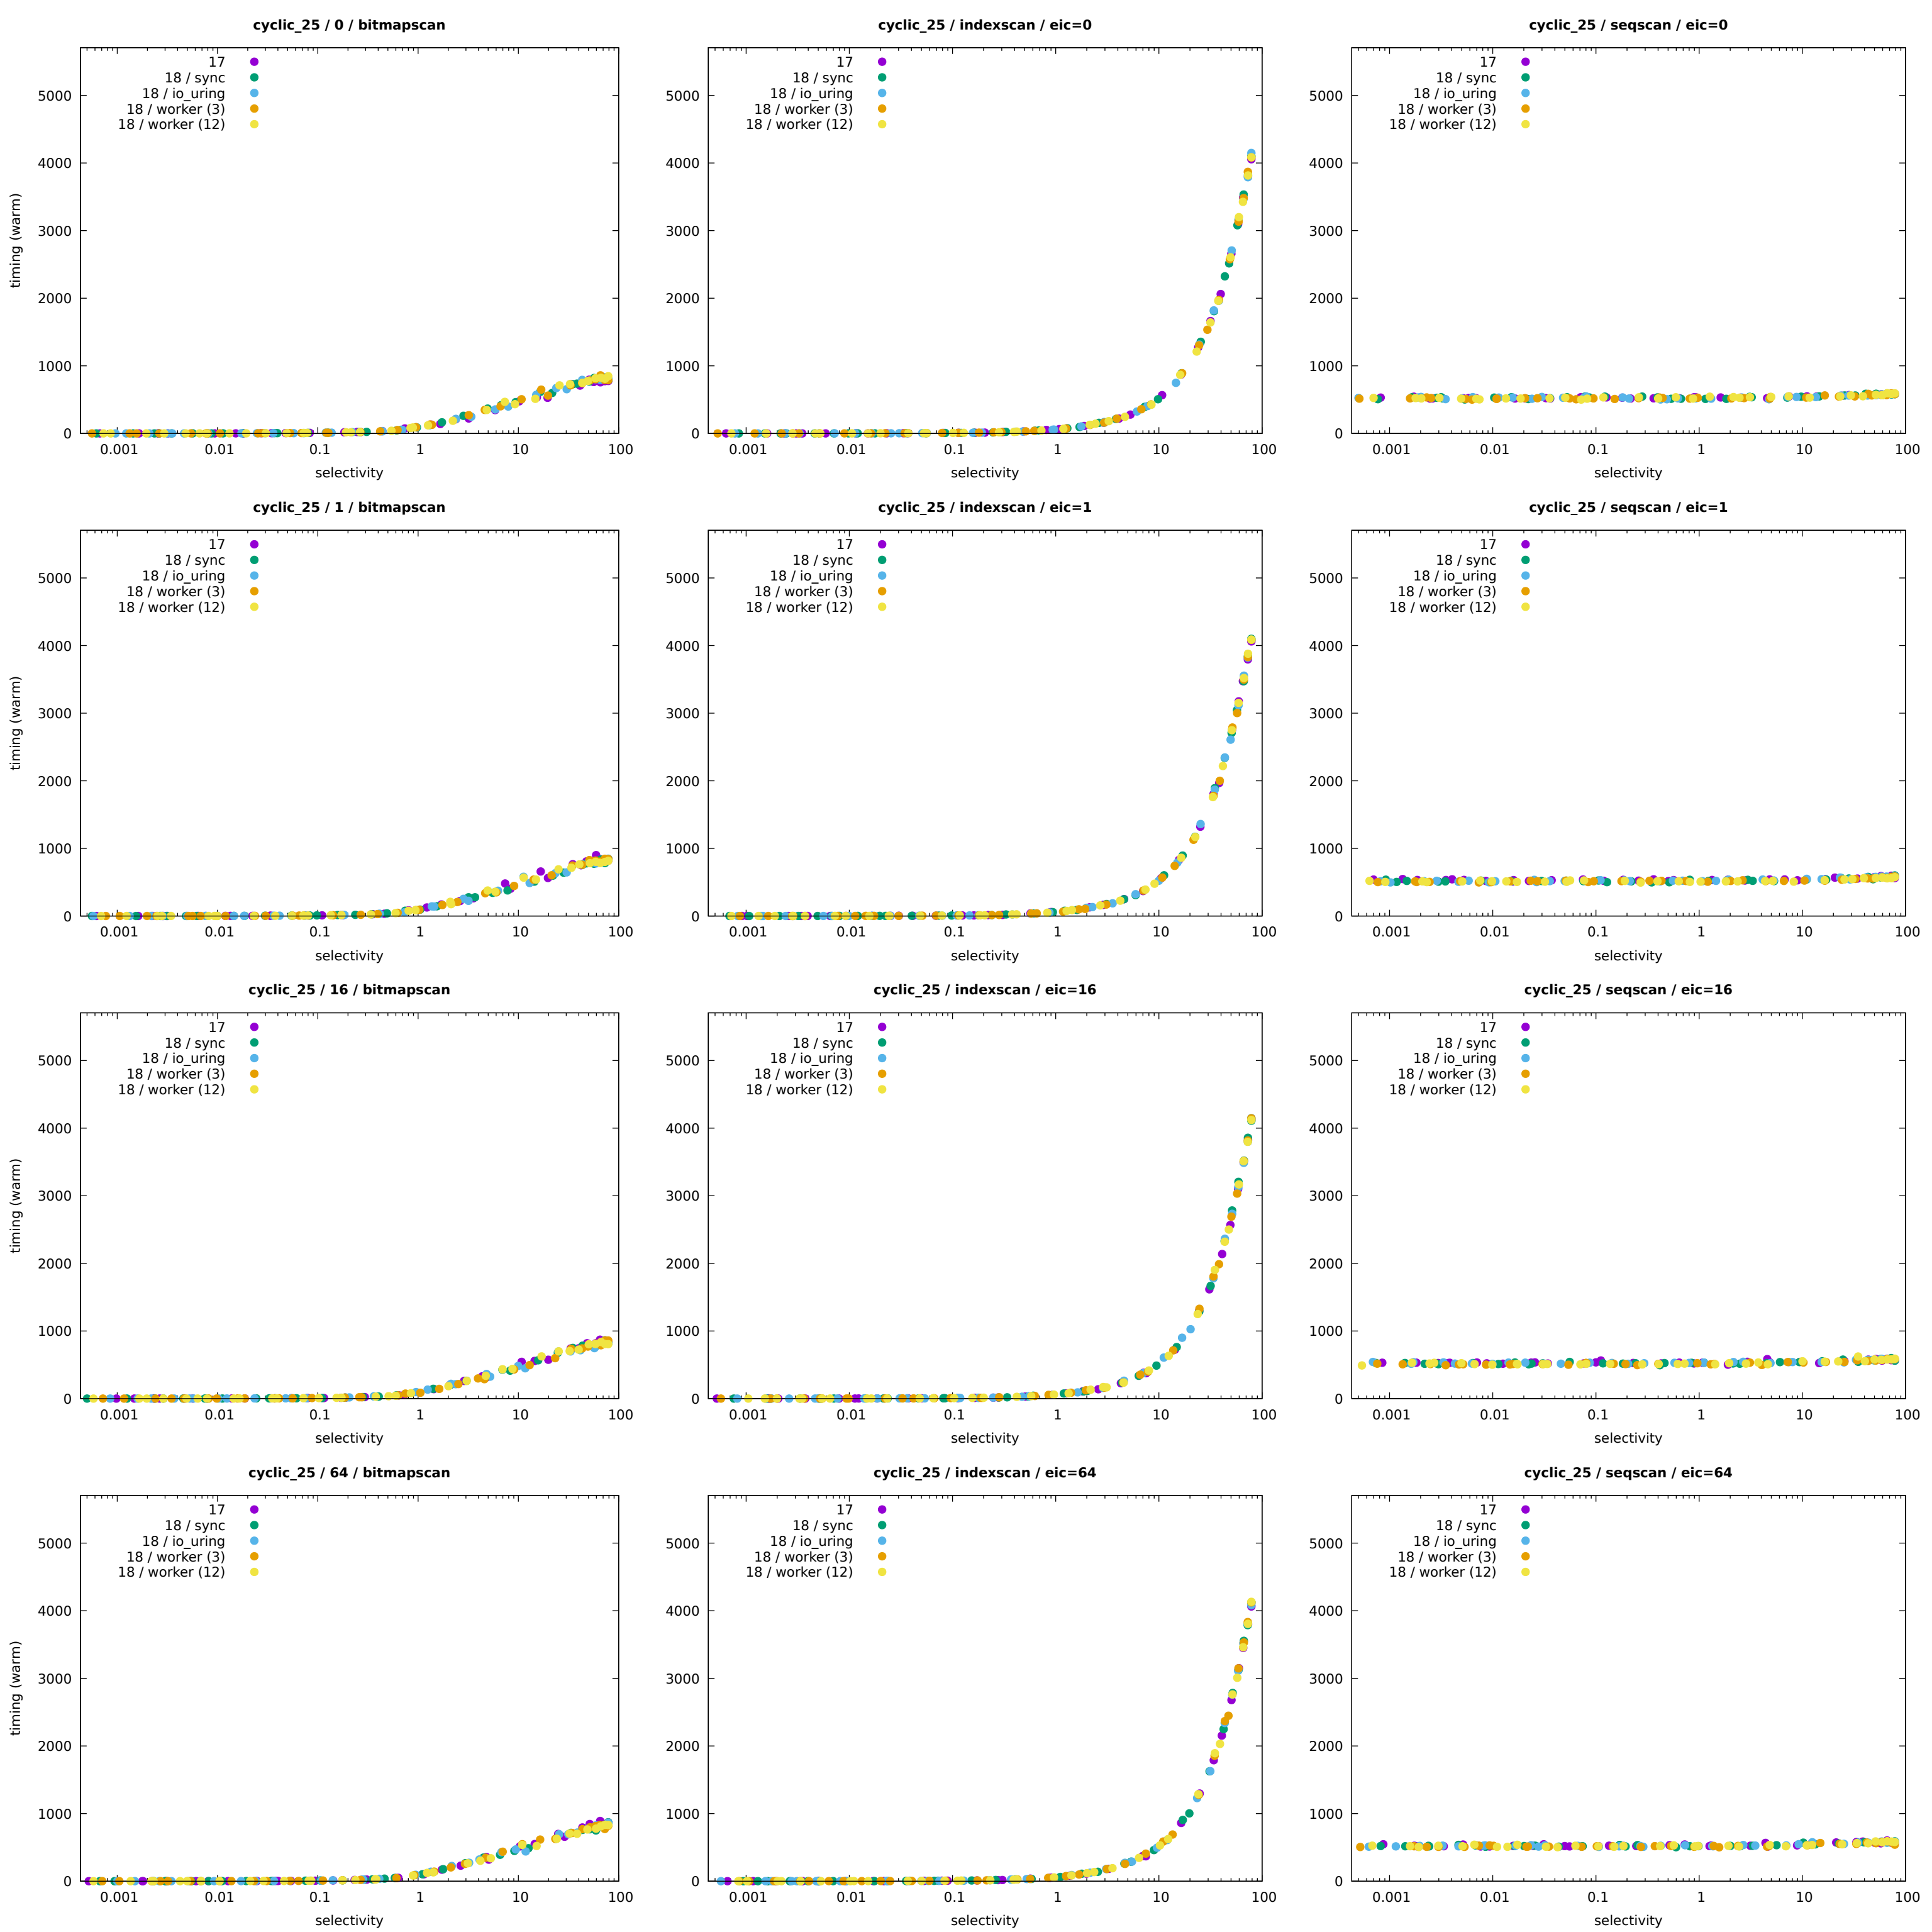 cyclic_25 / 0 / bitmapscan
17
18 / sync
18 / io_uring
18 / worker (3)
18 / worker (12)
timing (warm)
5000
4000
3000
2000
1000
0
0.001 0.01 0.1 1 10 100
selectivity
cyclic_25 / indexscan / eic=0
17
18 / sync
18 / io_uring
18 / worker (3)
18 / worker (12)
5000
4000
3000
2000
1000
0
0.001 0.01 0.1 1 10 100
selectivity
cyclic_25 / seqscan / eic=0
17
18 / sync
18 / io_uring
18 / worker (3)
18 / worker (12)
5000
4000
3000
2000
1000
0
0.001 0.01 0.1 1 10 100
selectivity
cyclic_25 / 1 / bitmapscan
17
18 / sync
18 / io_uring
18 / worker (3)
18 / worker (12)
timing (warm)
5000
4000
3000
2000
1000
0
0.001 0.01 0.1 1 10 100
selectivity
cyclic_25 / indexscan / eic=1
17
18 / sync
18 / io_uring
18 / worker (3)
18 / worker (12)
5000
4000
3000
2000
1000
0
0.001 0.01 0.1 1 10 100
selectivity
cyclic_25 / seqscan / eic=1
17
18 / sync
18 / io_uring
18 / worker (3)
18 / worker (12)
5000
4000
3000
2000
1000
0
0.001 0.01 0.1 1 10 100
selectivity
cyclic_25 / 16 / bitmapscan
17
18 / sync
18 / io_uring
18 / worker (3)
18 / worker (12)
timing (warm)
5000
4000
3000
2000
1000
0
0.001 0.01 0.1 1 10 100
selectivity
cyclic_25 / indexscan / eic=16
17
18 / sync
18 / io_uring
18 / worker (3)
18 / worker (12)
5000
4000
3000
2000
1000
0
0.001 0.01 0.1 1 10 100
selectivity
cyclic_25 / seqscan / eic=16
17
18 / sync
18 / io_uring
18 / worker (3)
18 / worker (12)
5000
4000
3000
2000
1000
0
0.001 0.01 0.1 1 10 100
selectivity
cyclic_25 / 64 / bitmapscan
17
18 / sync
18 / io_uring
18 / worker (3)
18 / worker (12)
timing (warm)
5000
4000
3000
2000
1000
0
0.001 0.01 0.1 1 10 100
selectivity
cyclic_25 / indexscan / eic=64
17
18 / sync
18 / io_uring
18 / worker (3)
18 / worker (12)
5000
4000
3000
2000
1000
0
0.001 0.01 0.1 1 10 100
selectivity
cyclic_25 / seqscan / eic=64
17
18 / sync
18 / io_uring
18 / worker (3)
18 / worker (12)
5000
4000
3000
2000
1000
0
0.001 0.01 0.1 1 10 100
selectivity